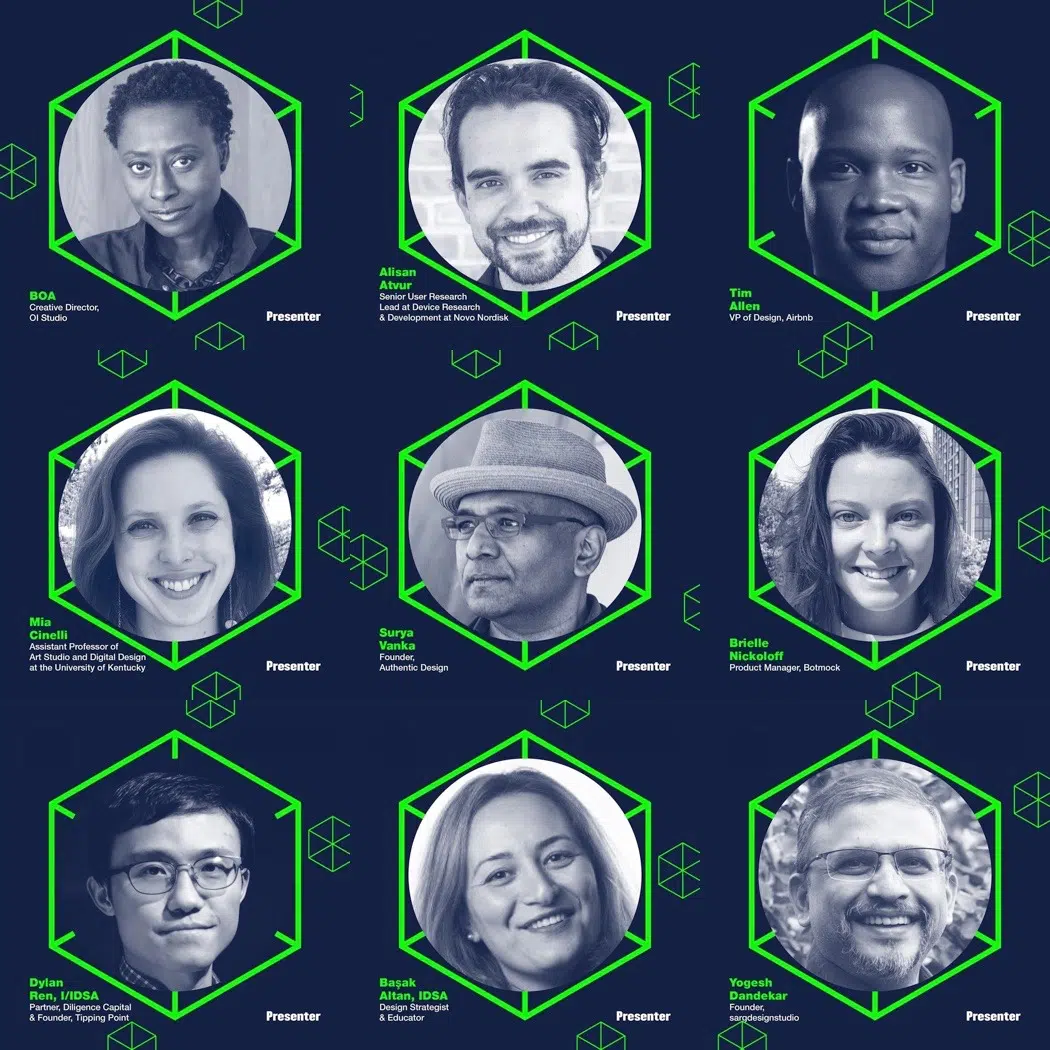 BOA
Creative Director,
OI Studio
Presenter
Alisan
Atvur
Senior User Research
Lead at Device Research
& Development at Novo Nordisk
Presenter
Tim
Allen
VP of Design, Airbnb
Presenter
Mia
Cinelli
Assistant Professor of
Art Studio and Digital Design
at the University of Kentucky
Presenter
Surya
Vanka
Founder,
Authentic Design
Presenter
Brielle
Nickoloff
Product Manager, Botmock
Presenter
Dylan
Ren, I/IDSA
Partner, Diligence Capital
& Founder, Tipping Point
Presenter
Başak
Altan, IDSA
Design Strategist
& Educator
Presenter
Yogesh
Dandekar
Founder,
sargdesignstudio
Presenter